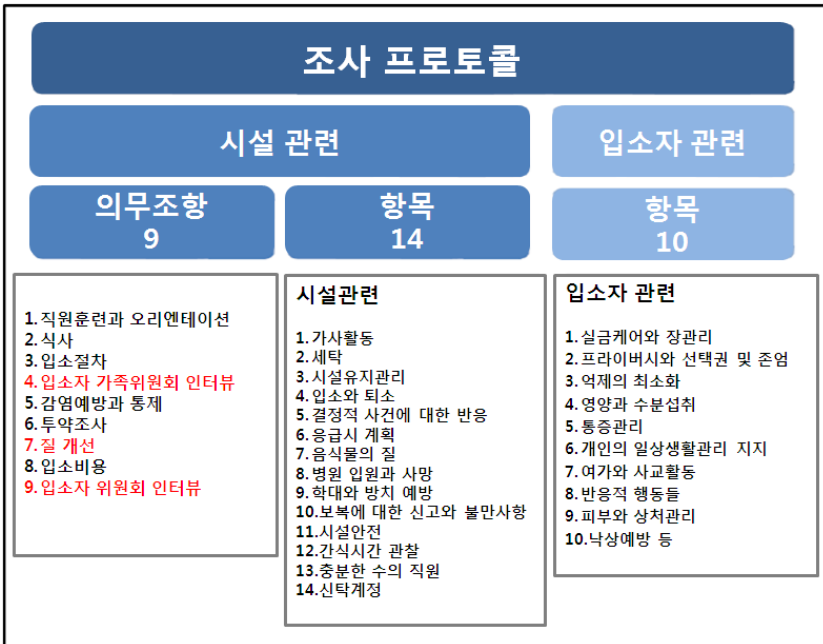 조사 프로토콜
시설 관련
입소자 관련
의무조항
9
항목
14
항목
10
1.직원훈련과 오리엔테이션
2.식사
3.입소절차
4.입소자 가족위원회 인터뷰
5.감염예방과 통제
6.투약조사
7.질 개선
8.입소비용
9.입소자 위원회 인터뷰
시설관련
1.가사활동
2.세탁
3.시설유지관리
4.입소와 퇴소
5.결정적 사건에 대한 반응
6.응급시 계획
7.음식물의 질
8.병원 입원과 사망
9.학대와 방치 예방
10.보복에 대한 신고와 불만사항
11.시설안전
12.간식시간 관찰
13.충분한 수의 직원
14.신탁계정
입소자 관련
1.실금케어와 장관리
2.프라이버시와 선택권 및 존엄
3.억제의 최소화
4.영양과 수분섭취
5.통증관리
6.개인의 일상생활관리 지지
7.여가와 사교활동
8.반응적 행동들
9.피부와 상처관리
10.낙상예방 등